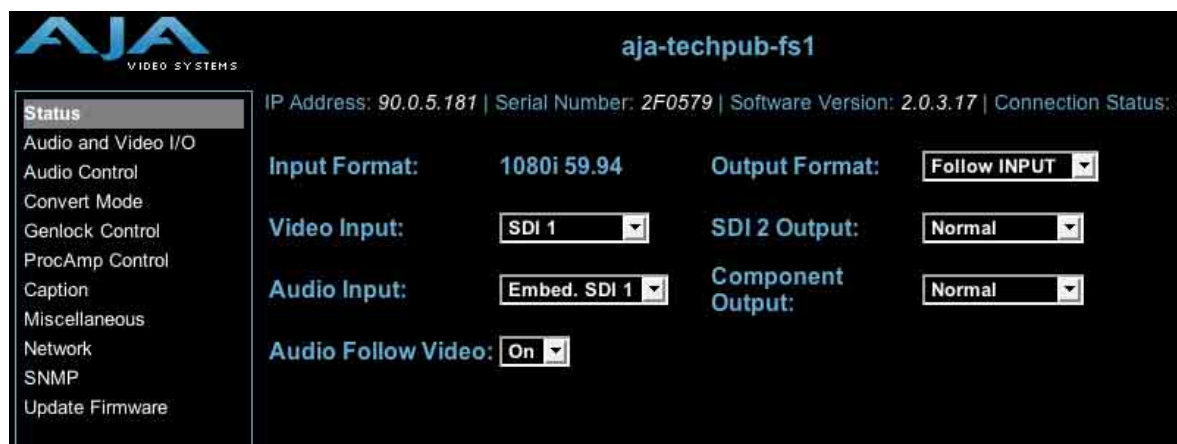 AJA
VIDEO SYSTEMS
aja-techpub-fs1
IP Address: 90.0.5.181 | Serial Number: 2F0579 | Software Version: 2.0.3.17 | Connection Status:
Status
Audio and Video I/O
Audio Control
Convert Mode
Genlock Control
ProcAmp Control
Caption
Miscellaneous
Network
SNMP
Update Firmware
Input Format: 1080i 59.94 Output Format: Follow INPUT
Video Input: SDI 1 SDI 2 Output: Normal
Audio Input: Embed. SDI 1 Component Output: Normal
Audio Follow Video: On